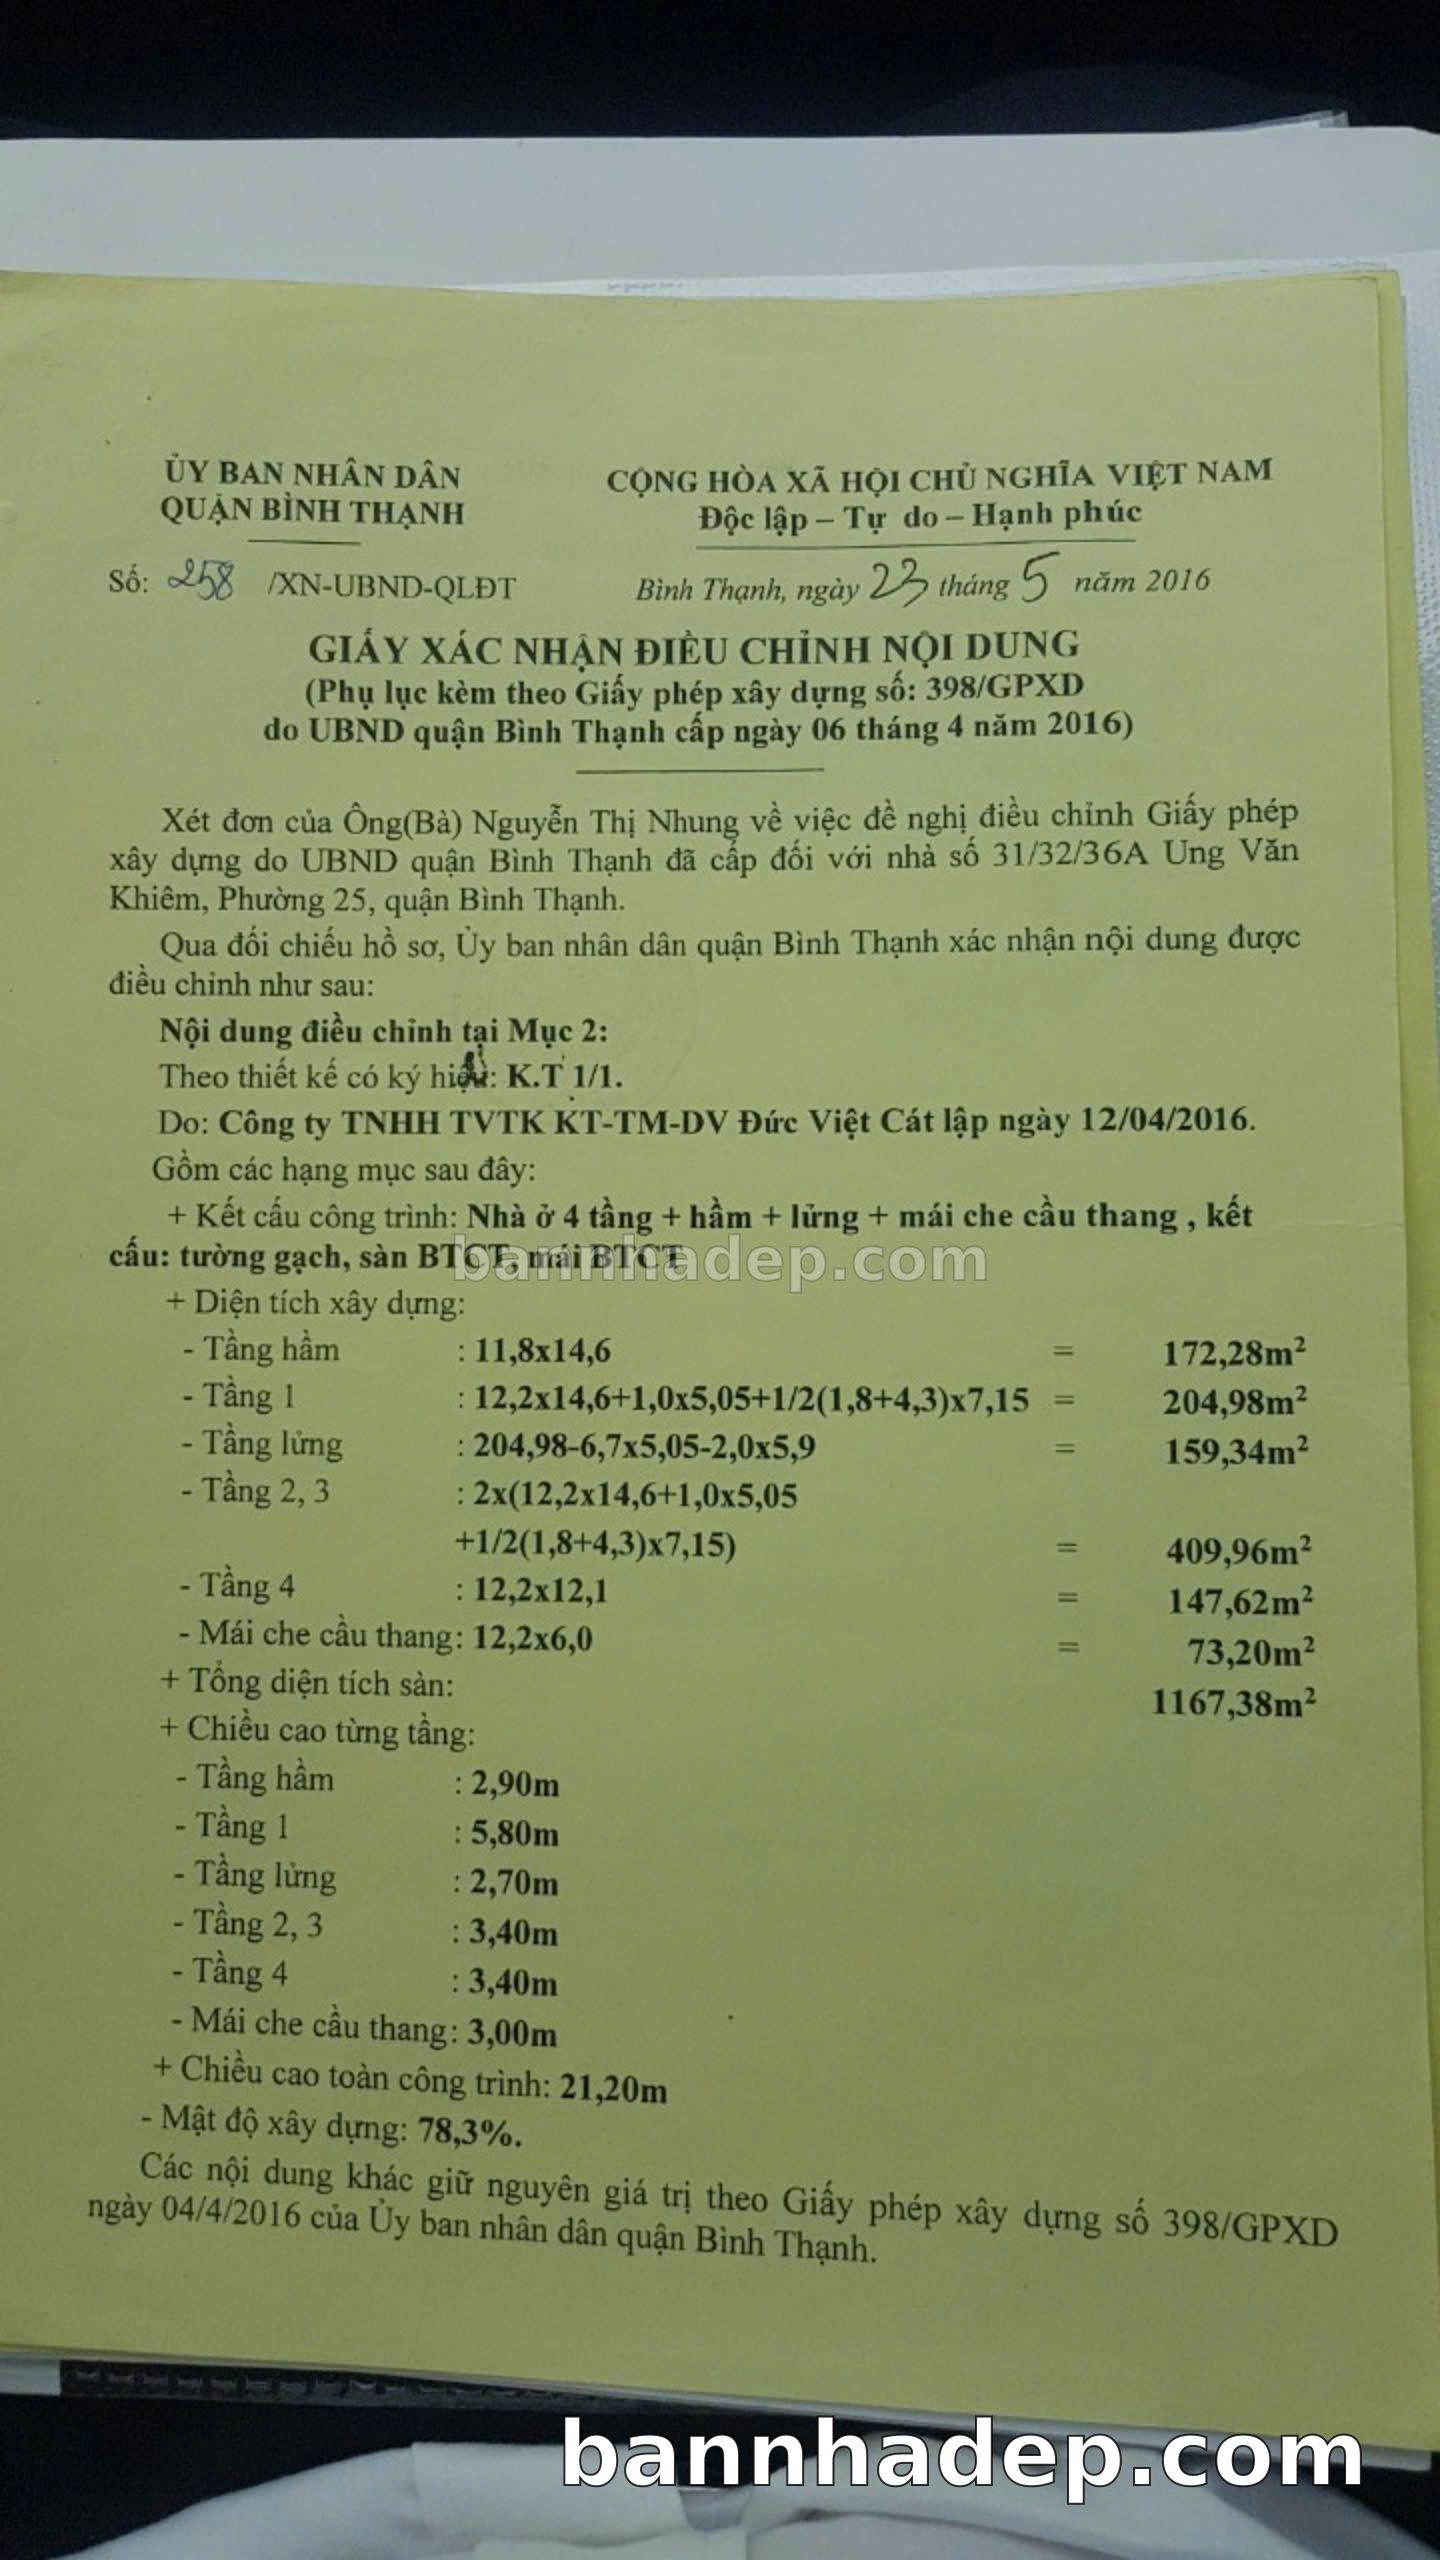 ỦY BAN NHÂN DÂN
QUẬN BÌNH THẠNH
CỘNG HÒA XÃ HỘI CHỦ NGHĨA VIỆT NAM
Độc lập – Tự do – Hạnh phúc
Số: 258 /XN-UBND-QLĐT
Bình Thạnh, ngày 23 tháng 5 năm 2016
GIẤY XÁC NHẬN ĐIỀU CHỈNH NỘI DUNG
(Phụ lục kèm theo Giấy phép xây dựng số: 398/GPXD
do UBND quận Bình Thạnh cấp ngày 06 tháng 4 năm 2016)
Xét đơn của Ông(Bà) Nguyễn Thị Nhung về việc đề nghị điều chỉnh Giấy phép
xây dựng do UBND quận Bình Thạnh đã cấp đối với nhà số 31/32/36A Ung Văn
Khiêm, Phường 25, quận Bình Thạnh.
Qua đối chiếu hồ sơ, Ủy ban nhân dân quận Bình Thạnh xác nhận nội dung được
điều chỉnh như sau:
Nội dung điều chỉnh tại Mục 2:
Theo thiết kế có ký hiệu: K.T 1/1.
Do: Công ty TNHH TVTK KT-TM-DV Đức Việt Cát lập ngày 12/04/2016.
Gồm các hạng mục sau đây:
+ Kết cấu công trình: Nhà ở 4 tầng + hầm + lửng + mái che cầu thang , kết
cấu: tường gạch, sàn BTCT, mái BTCT
bannhadep.com
+ Diện tích xây dựng:
- Tầng hầm : 11,8x14,6 = 172,28m²
- Tầng 1 : 12,2x14,6+1,0x5,05+1/2(1,8+4,3)x7,15 = 204,98m²
- Tầng lửng : 204,98-6,7x5,05-2,0x5,9 = 159,34m²
- Tầng 2, 3 : 2x(12,2x14,6+1,0x5,05
+1/2(1,8+4,3)x7,15) = 409,96m²
- Tầng 4 : 12,2x12,1 = 147,62m²
- Mái che cầu thang: 12,2x6,0 = 73,20m²
+ Tổng diện tích sàn: 1167,38m²
+ Chiều cao từng tầng:
- Tầng hầm : 2,90m
- Tầng 1 : 5,80m
- Tầng lửng : 2,70m
- Tầng 2, 3 : 3,40m
- Tầng 4 : 3,40m
- Mái che cầu thang: 3,00m
+ Chiều cao toàn công trình: 21,20m
- Mật độ xây dựng: 78,3%.
Các nội dung khác giữ nguyên giá trị theo Giấy phép xây dựng số 398/GPXD
ngày 04/4/2016 của Ủy ban nhân dân quận Bình Thạnh.
bannhadep.com